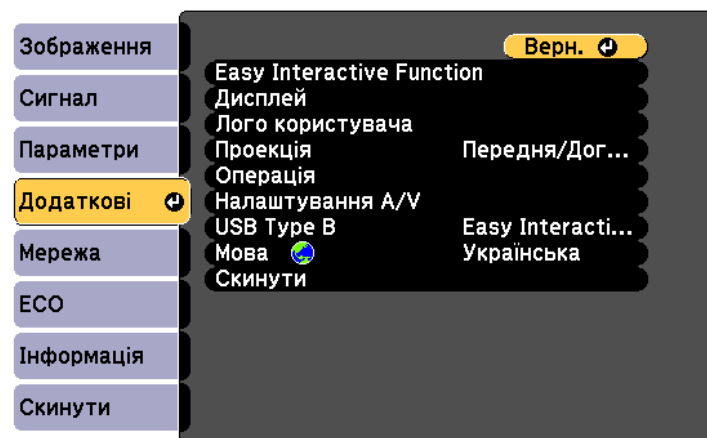 Зображення
Сигнал
Параметри
Додаткові
Мережа
ECO
Інформація
Скинути
Верн.
Easy Interactive Function
Дисплей
Лого користувача
Проекція Передня/Дог...
Операція
Налаштування A/V
USB Type B Easy Interacti...
Мова Українська
Скинути